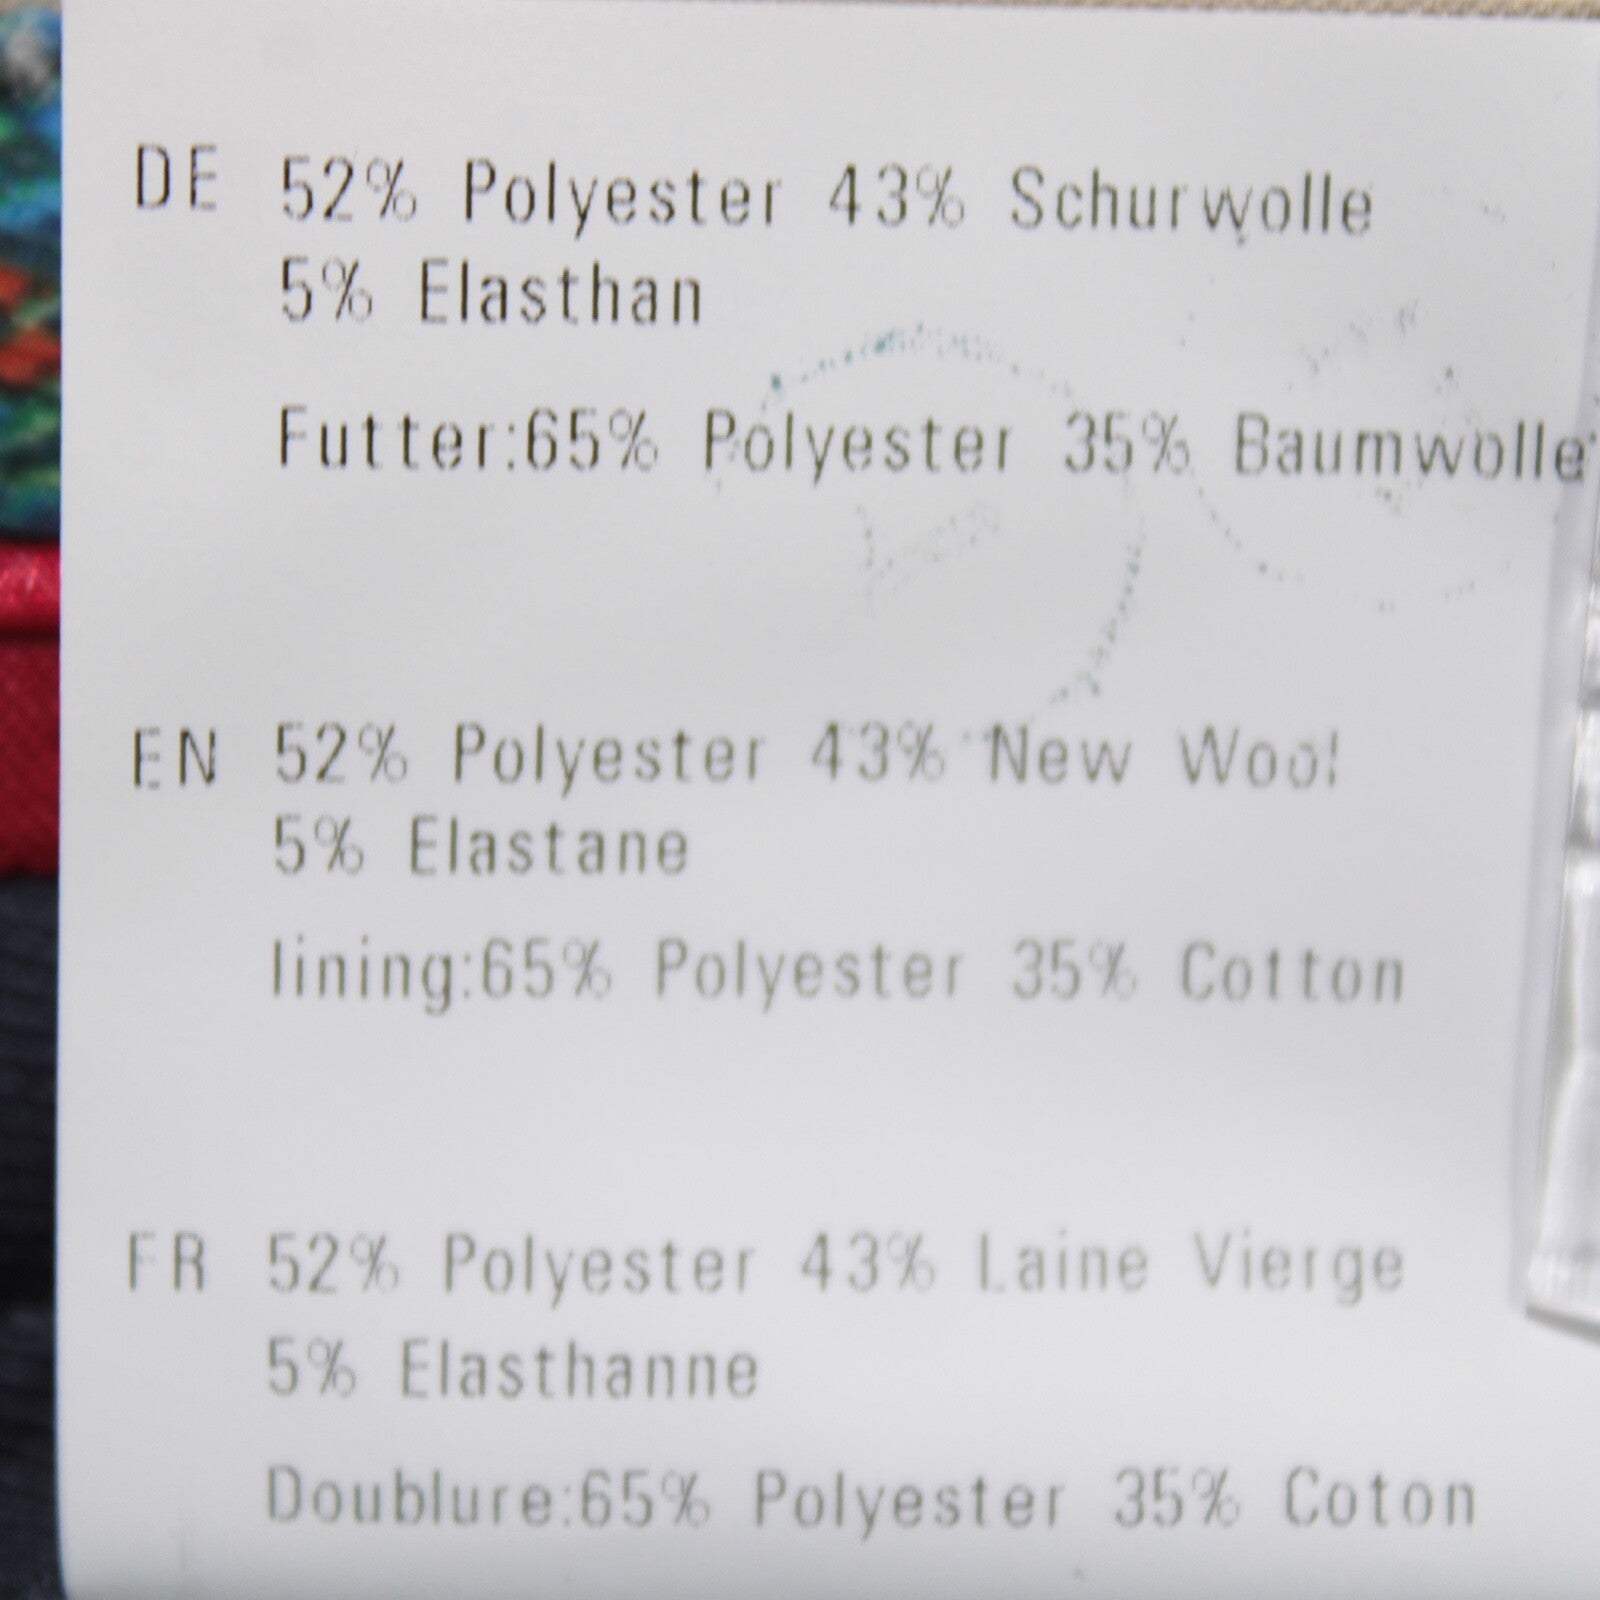 DE 52% Polyester 43% Schurwolle
5% Elasthan
Futter:65% Polyester 35% Baumwolle
EN 52% Polyester 43% New Wool
5% Elastane
lining:65% Polyester 35% Cotton
FR 52% Polyester 43% Laine Vierge
5% Elasthanne
Doublure:65% Polyester 35% Coton